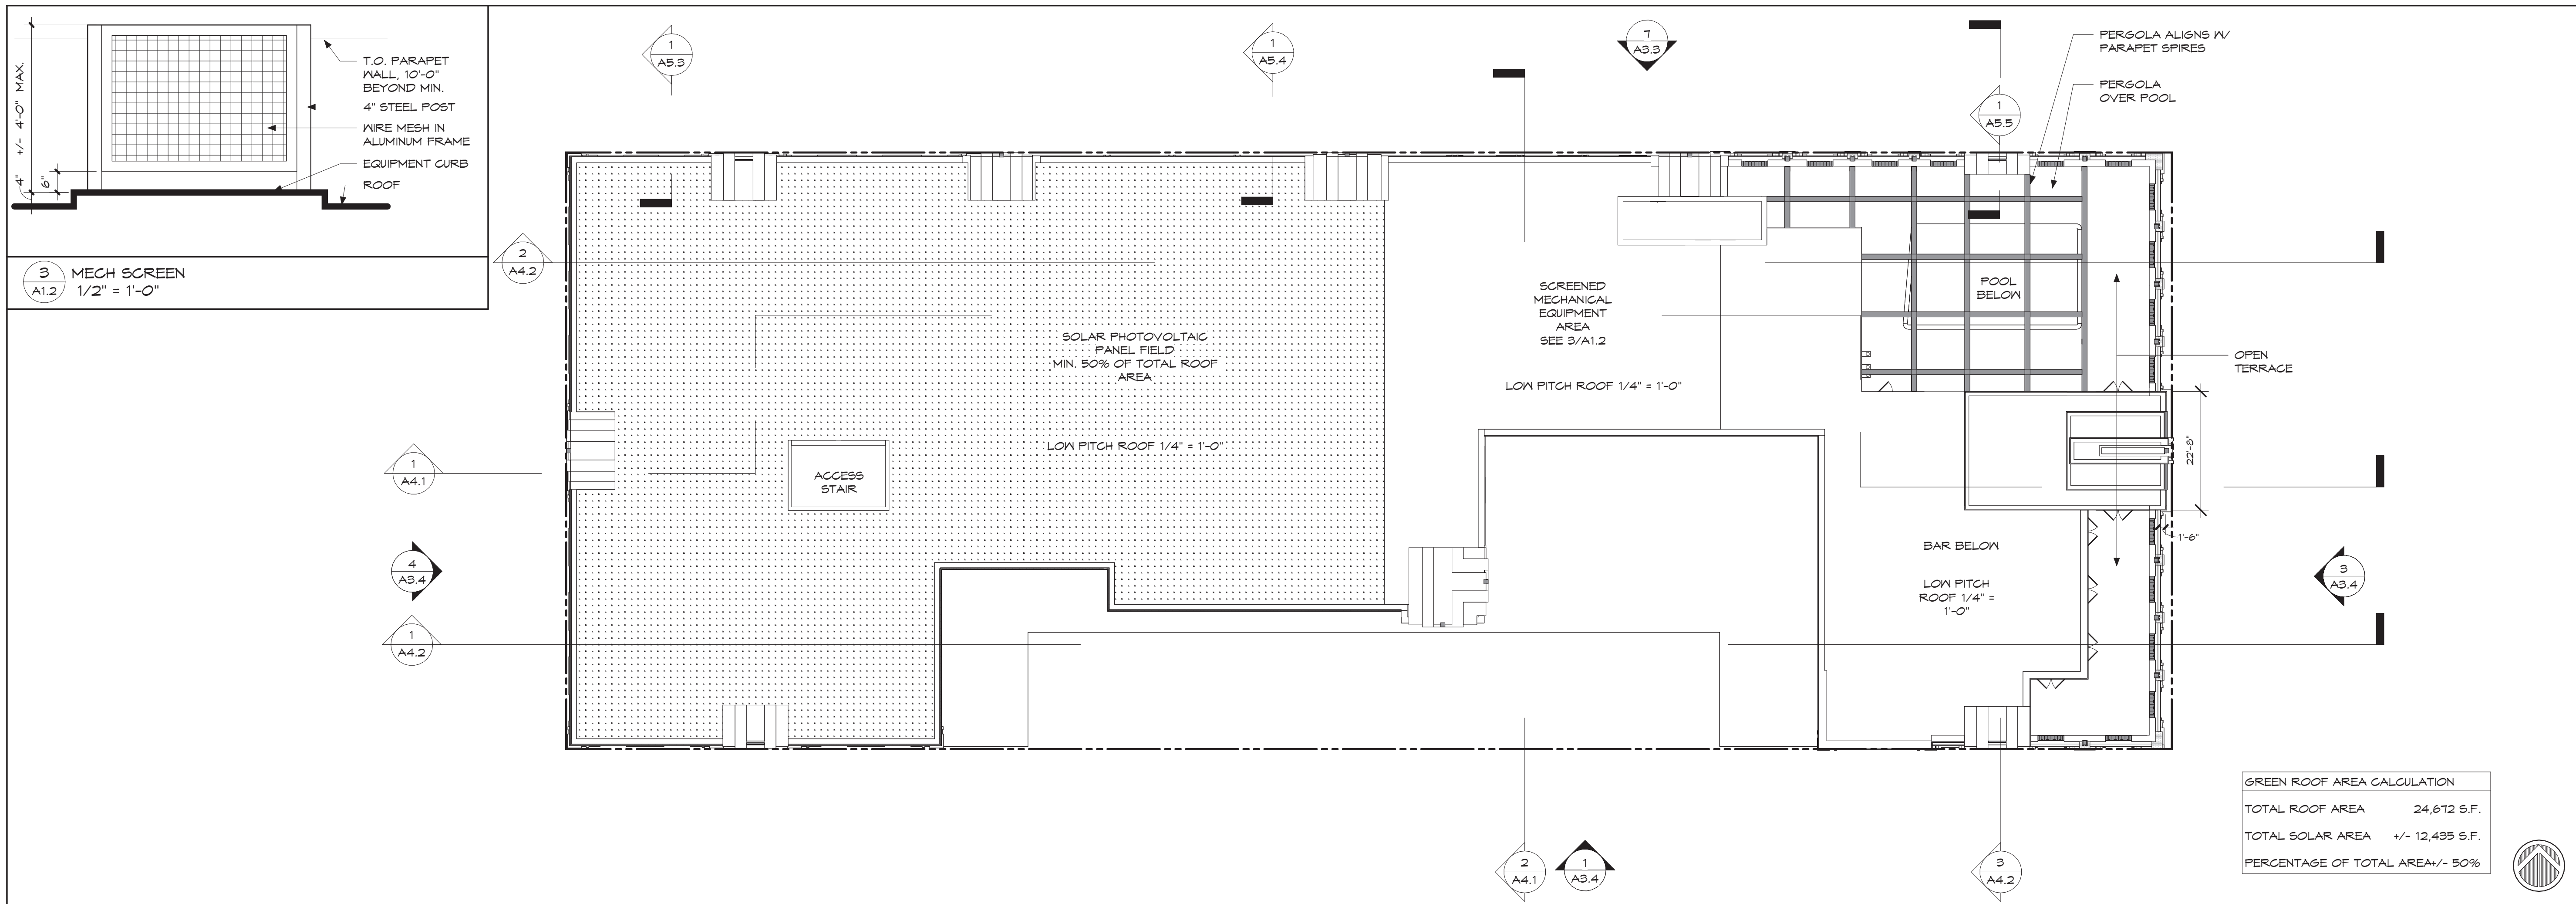 +/- 4'-0" MAX.
4"
6"
T.O. PARAPET
WALL, 10'-0"
BEYOND MIN.
4" STEEL POST
WIRE MESH IN
ALUMINUM FRAME
EQUIPMENT CURB
ROOF
3
A1.2
MECH SCREEN
1/2" = 1'-0"
1
A5.3
1
A5.4
7
A3.3
1
A5.5
PERGOLA ALIGNS W/
PARAPET SPIRES
PERGOLA
OVER POOL
2
A4.2
1
A4.1
4
A3.4
1
A4.2
SOLAR PHOTOVOLTAIC
PANEL FIELD
MIN. 50% OF TOTAL ROOF
AREA
LOW PITCH ROOF 1/4" = 1'-0"
ACCESS
STAIR
SCREENED
MECHANICAL
EQUIPMENT
AREA
SEE 3/A1.2
LOW PITCH ROOF 1/4" = 1'-0"
POOL
BELOW
OPEN
TERRACE
22'-8"
1'-6"
BAR BELOW
LOW PITCH
ROOF 1/4" =
1'-0"
3
A3.4
2
A4.1
1
A3.4
3
A4.2
GREEN ROOF AREA CALCULATION
TOTAL ROOF AREA 24,672 S.F.
TOTAL SOLAR AREA +/- 12,435 S.F.
PERCENTAGE OF TOTAL AREA+/- 50%